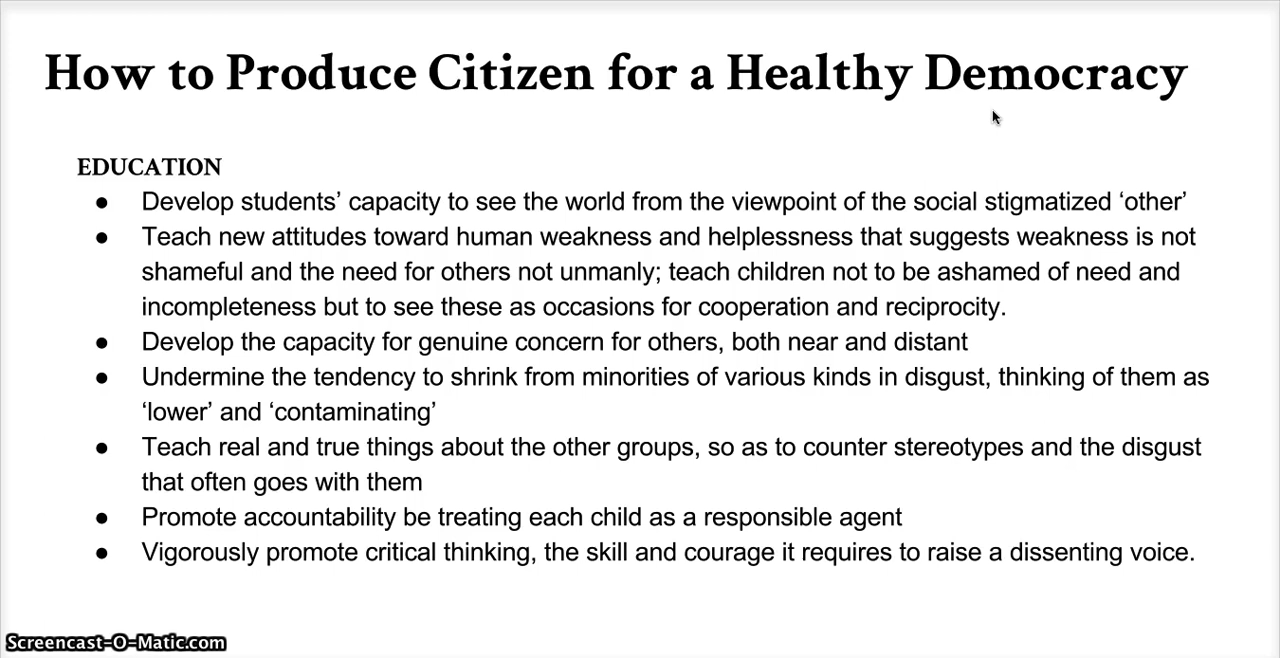 How to Produce Citizen for a Healthy Democracy
EDUCATION
● Develop students’ capacity to see the world from the viewpoint of the social stigmatized ‘other’
● Teach new attitudes toward human weakness and helplessness that suggests weakness is not
shameful and the need for others not unmanly; teach children not to be ashamed of need and
incompleteness but to see these as occasions for cooperation and reciprocity.
● Develop the capacity for genuine concern for others, both near and distant
● Undermine the tendency to shrink from minorities of various kinds in disgust, thinking of them as
‘lower’ and ‘contaminating’
● Teach real and true things about the other groups, so as to counter stereotypes and the disgust
that often goes with them
● Promote accountability be treating each child as a responsible agent
● Vigorously promote critical thinking, the skill and courage it requires to raise a dissenting voice.
Screencast-O-Matic.com